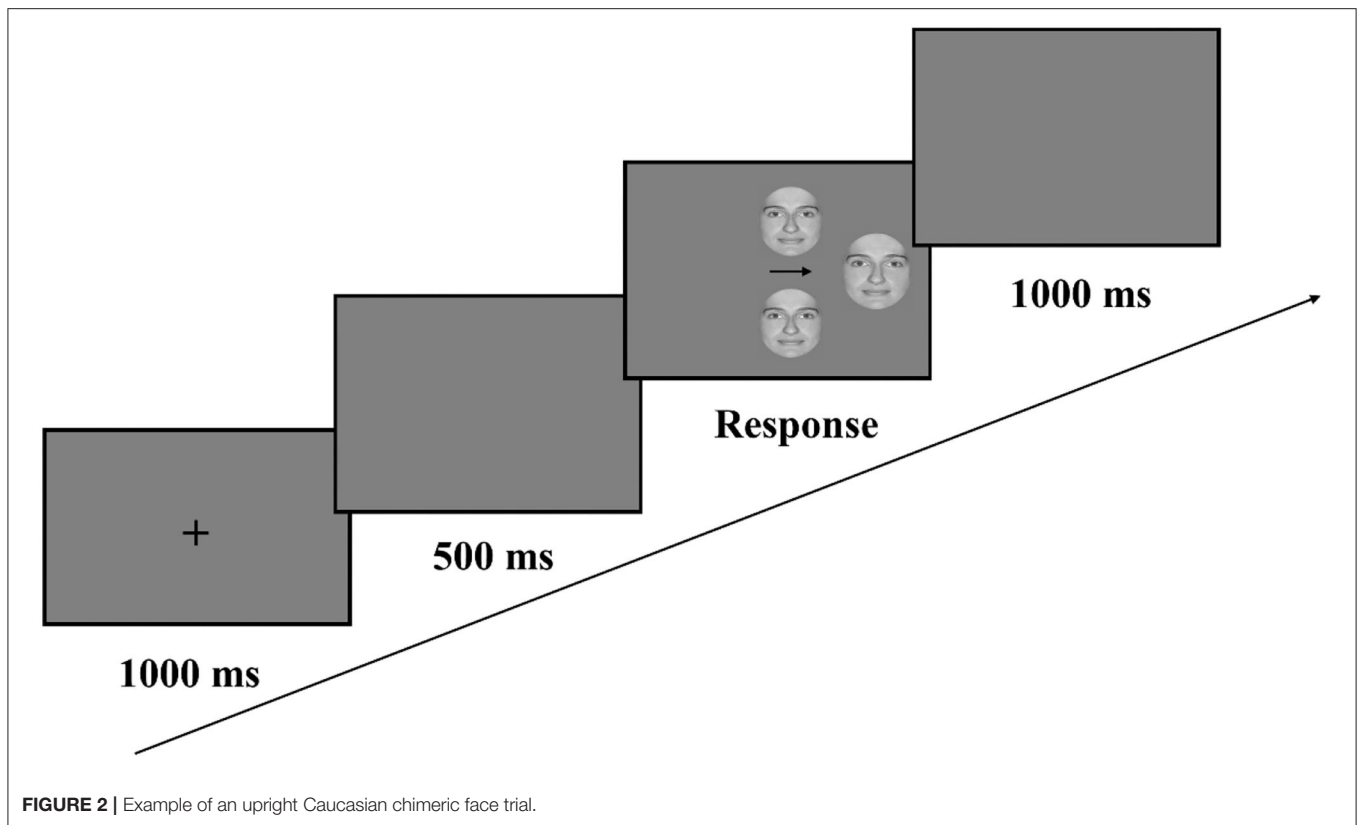 1000 ms
Response
500 ms
1000 ms
FIGURE 2 | Example of an upright Caucasian chimeric face trial.